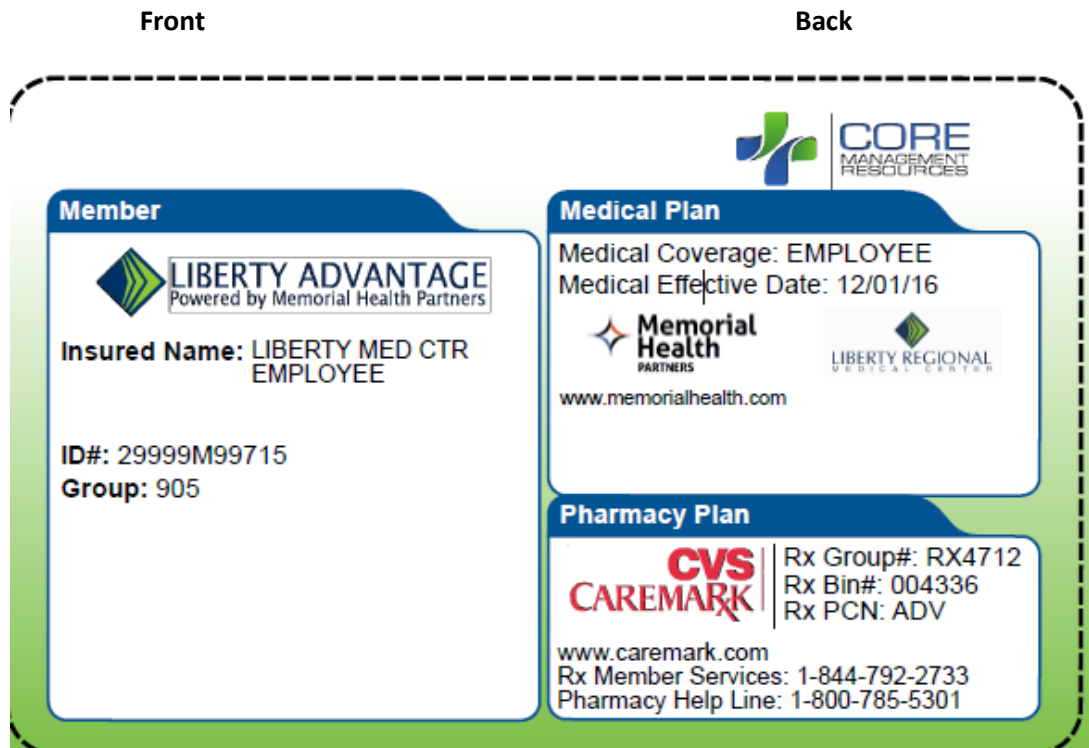 Front
Back
CORE
MANAGEMENT
RESOURCES
Member
LIBERTY ADVANTAGE
Powered by Memorial Health Partners
Insured Name: LIBERTY MED CTR
EMPLOYEE
ID#: 29999M99715
Group: 905
Medical Plan
Medical Coverage: EMPLOYEE
Medical Effective Date: 12/01/16
Memorial
Health
PARTNERS
LIBERTY REGIONAL
MEDICAL CENTER
www.memorialhealth.com
Pharmacy Plan
CVS
CAREMARK
Rx Group#: RX4712
Rx Bin#: 004336
Rx PCN: ADV
www.caremark.com
Rx Member Services: 1-844-792-2733
Pharmacy Help Line: 1-800-785-5301